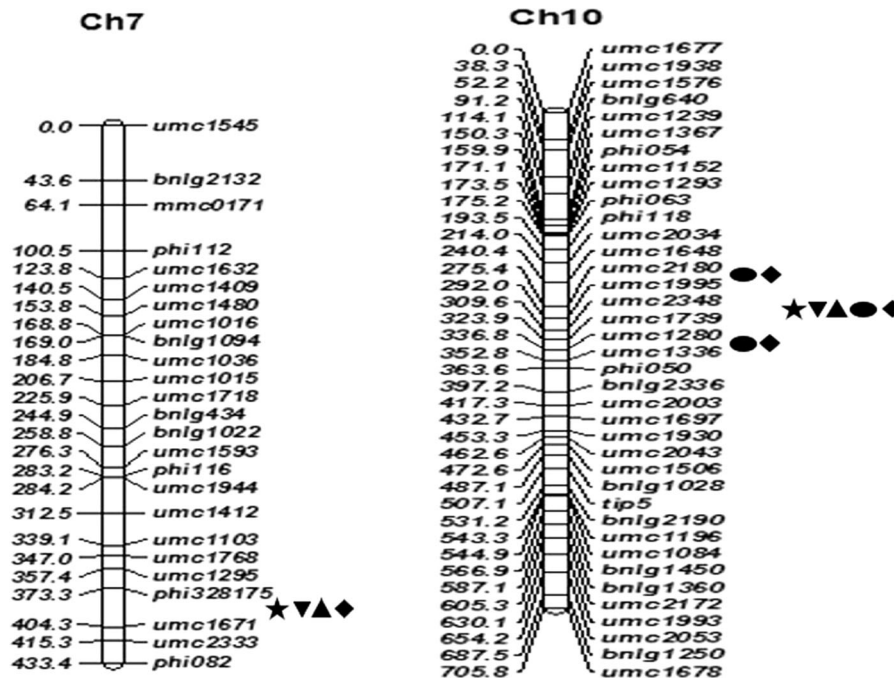 Ch7
0.0 umc1545
43.6 bnlg2132
64.1 mmc0171
100.5 phi112
123.8 umc1632
140.5 umc1409
153.8 umc1480
168.8 umc1016
169.0 bnlg1094
184.8 umc1036
206.7 umc1015
225.9 umc1718
244.9 bnlg434
258.8 bnlg1022
276.3 umc1593
283.2 phi116
284.2 umc1944
312.5 umc1412
339.1 umc1103
347.0 umc1768
357.4 umc1295
373.3 phi328175
404.3 umc1671
415.3 umc2333
433.4 phi082
Ch10
0.0 umc1677
38.3 umc1938
52.2 umc1576
91.2 bnlg640
114.1 umc1239
150.3 umc1367
159.9 phi054
171.1 umc1152
173.5 umc1293
175.2 phi063
193.5 phi118
214.0 umc2034
240.4 umc1648
275.4 umc2180
292.0 umc1995
309.6 umc2348
323.9 umc1739
336.8 umc1280
352.8 umc1336
363.6 phi050
397.2 bnlg2336
417.3 umc2003
432.7 umc1697
453.3 umc1930
462.6 umc2043
472.6 umc1506
487.1 bnlg1028
507.1 tip5
531.2 bnlg2190
543.3 umc1196
544.9 umc1084
566.9 bnlg1450
587.1 bnlg1360
605.3 umc2172
630.1 umc1993
654.2 umc2053
687.5 bnlg1250
705.8 umc1678